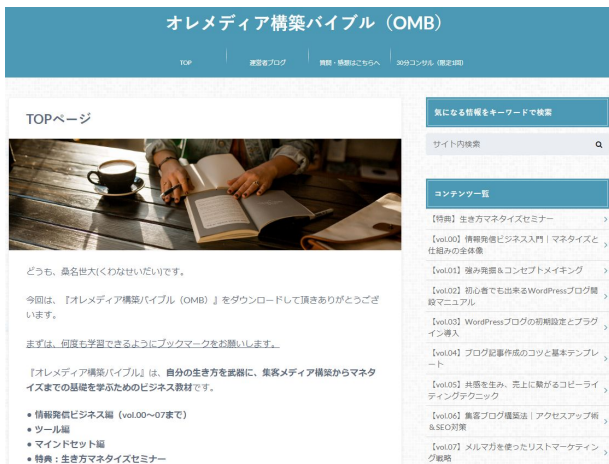 オレメディア構築バイブル（OMB）
TOP
運営者ブログ
質問・感想はこちらへ
30分コンサル（限定1回）
TOPページ
どうも、桑名世大(くわなせいだい)です。
今回は、『オレメディア構築バイブル（OMB）』をダウンロードして頂きありがとうござ
います。
まずは、何度も学習できるようにブックマークをお願いします。
『オレメディア構築バイブル』は、自分の生き方を武器に、集客メディア構築からマネタ
イズまでの基礎を学ぶためのビジネス教材です。
• 情報発信ビジネス編（vol.00〜07まで）
• ツール編
• マインドセット編
• 特典：生き方マネタイズセミナー
気になる情報をキーワードで検索
サイト内検索
コンテンツ一覧
【特典】生き方マネタイズセミナー
【vol.00】情報発信ビジネス入門｜マネタイズと
仕組みの全体像
【vol.01】強み発掘＆コンセプトメイキング
【vol.02】初心者でも出来るWordPressブログ開
設マニュアル
【vol.03】WordPressブログの初期設定とプラグ
イン導入
【vol.04】ブログ記事作成のコツと基本テンプレ
ート
【vol.05】共感を生み、売上に繋がるコピーライ
ティングテクニック
【vol.06】集客ブログ構築法｜アクセスアップ術
＆SEO対策
【vol.07】メルマガを使ったリストマーケティン
グ戦略